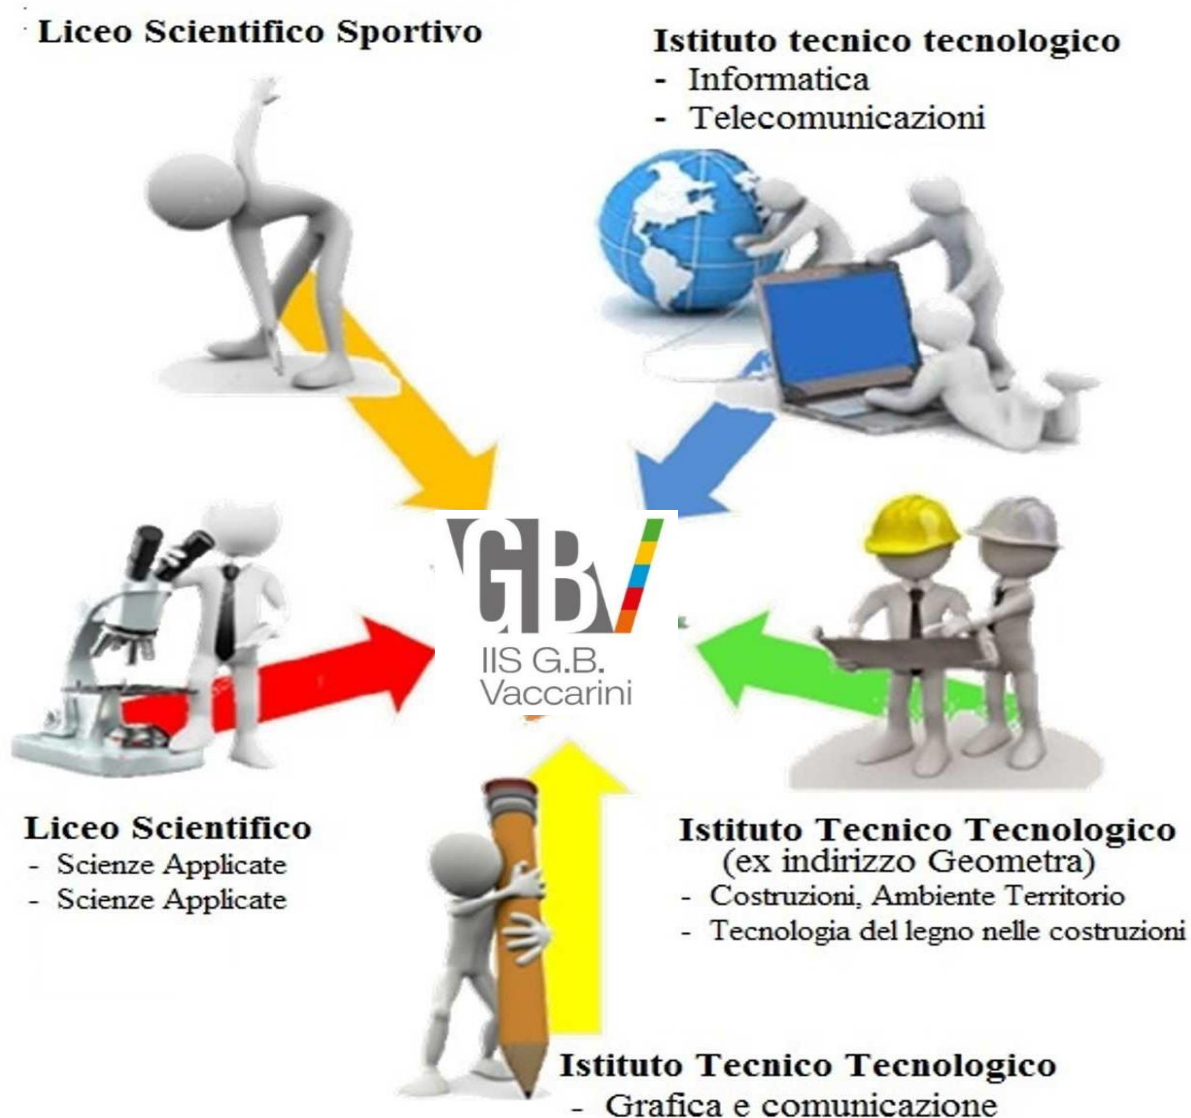 Liceo Scientifico Sportivo
Istituto tecnico tecnologico
- Informatica
- Telecomunicazioni
GBV
IIS G.B.
Vaccarini
Liceo Scientifico
- Scienze Applicate
- Scienze Applicate
Istituto Tecnico Tecnologico
(ex indirizzo Geometra)
- Costruzioni, Ambiente Territorio
- Tecnologia del legno nelle costruzioni
Istituto Tecnico Tecnologico
- Grafica e comunicazione